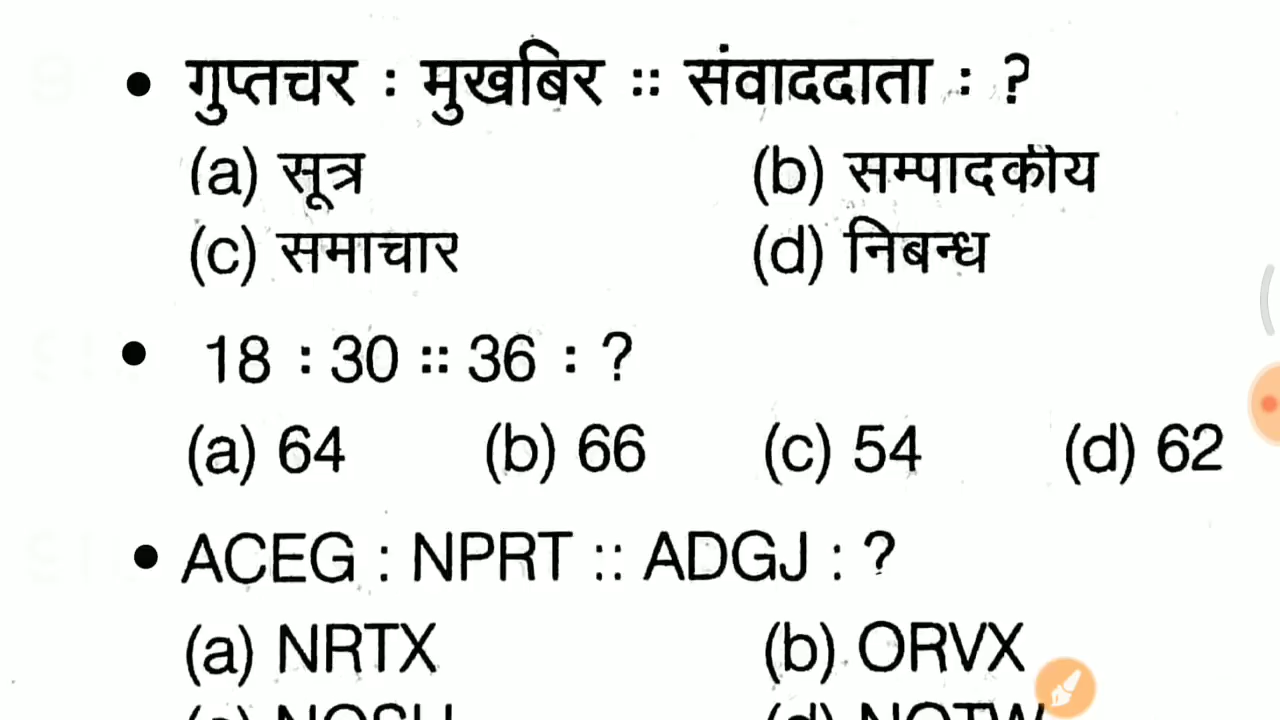 • गुप्तचर : मुखबिर :: संवाददाता : ?
(a) सूत्र (b) सम्पादकीय
(c) समाचार (d) निबन्ध
• 18 : 30 :: 36 : ?
(a) 64 (b) 66 (c) 54 (d) 62
• ACEG : NPRT :: ADGJ : ?
(a) NRTX (b) ORVX